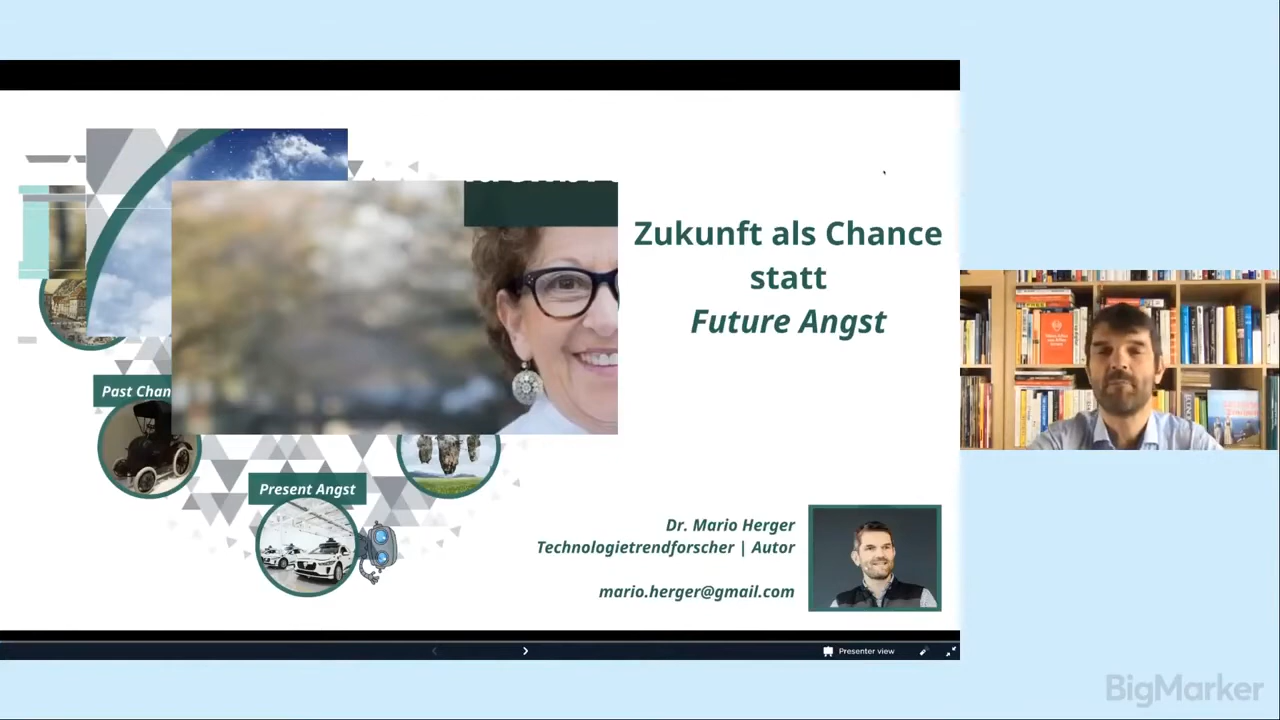 Zukunft als Chance
statt
Future Angst
Past Chan
Present Angst
Dr. Mario Herger
Technologietrendforscher | Autor
mario.herger@gmail.com
Presenter view
BigMarker